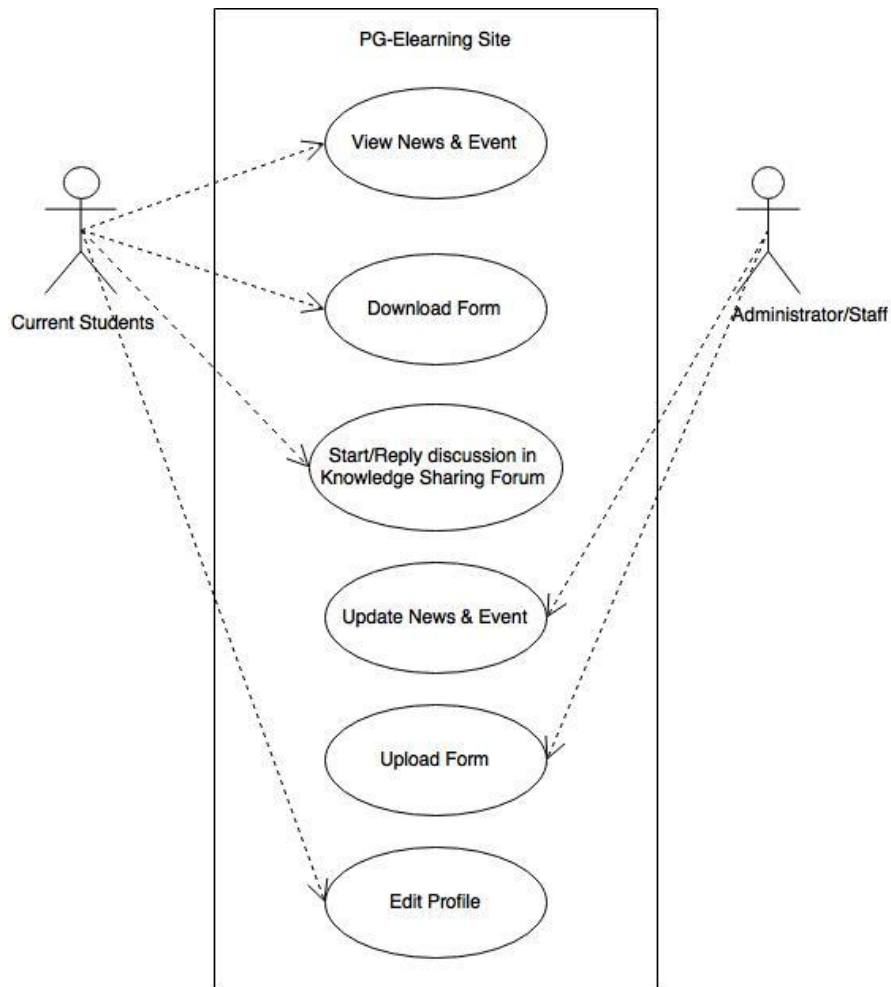 PG-Elearning Site
View News & Event
Current Students
Download Form
Administrator/Staff
Start/Reply discussion in
Knowledge Sharing Forum
Update News & Event
Upload Form
Edit Profile